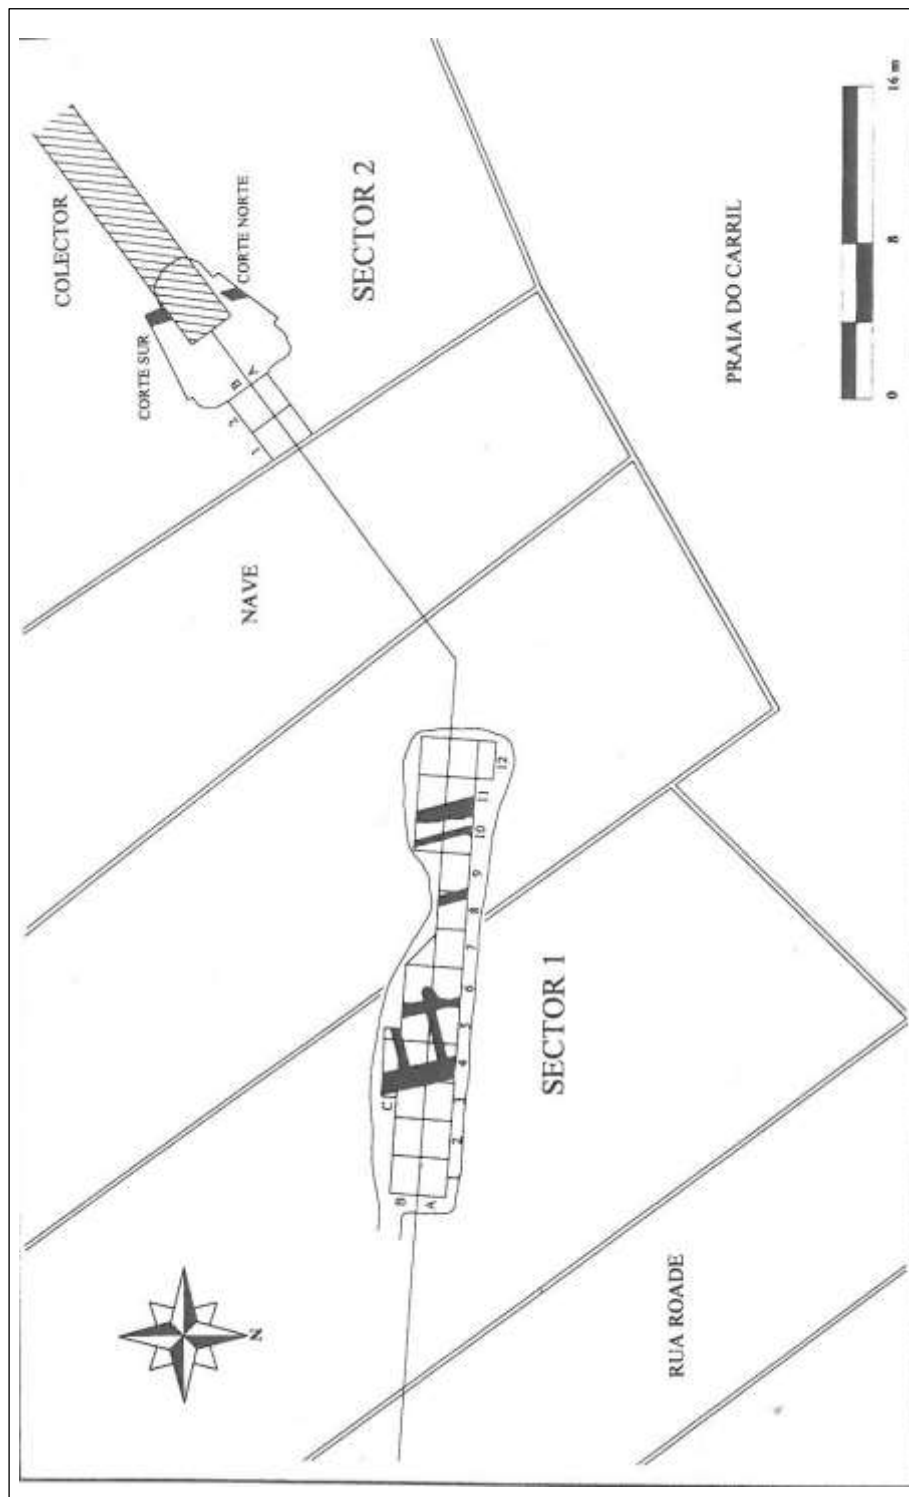 COLECTOR
CORTE SUR
CORTE NORTE
SECTOR 2
B
A
2
1
NAVE
PRAIA DO CARRIL
0
8
16 m
SECTOR 1
C
B
A
1
2
3
4
5
6
7
8
9
10
11
12
RUA ROADE
N